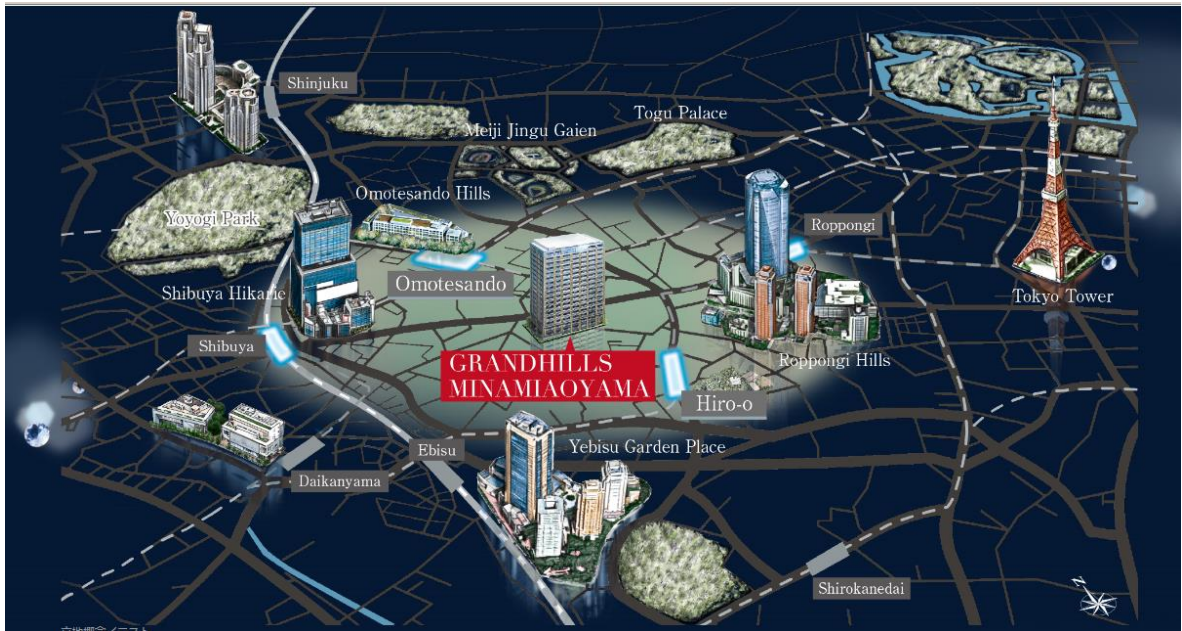 Shinjuku
Togu Palace
Meiji Jingu Gaien
Omotesando Hills
Yoyogi Park
Roppongi
Omotesando
Shibuya Hikarie
Tokyo Tower
Shibuya
GRANDHILLS
MINAMIAOYAMA
Roppongi Hills
Hiro-o
Ebisu
Yebisu Garden Place
Daikanyama
Shirokanedai
N